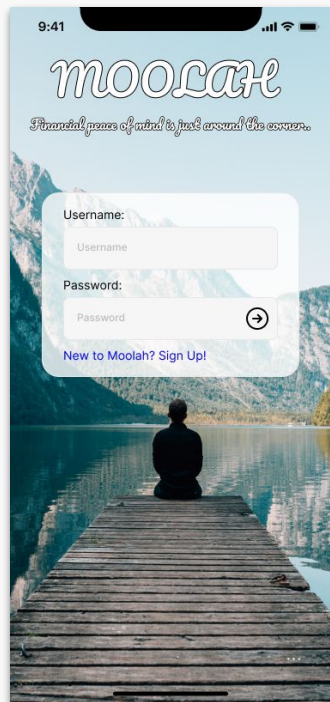 9:41
MOOLAH
Financial peace of mind is just around the corner..
Username:
Username
Password:
Password
New to Moolah? Sign Up!